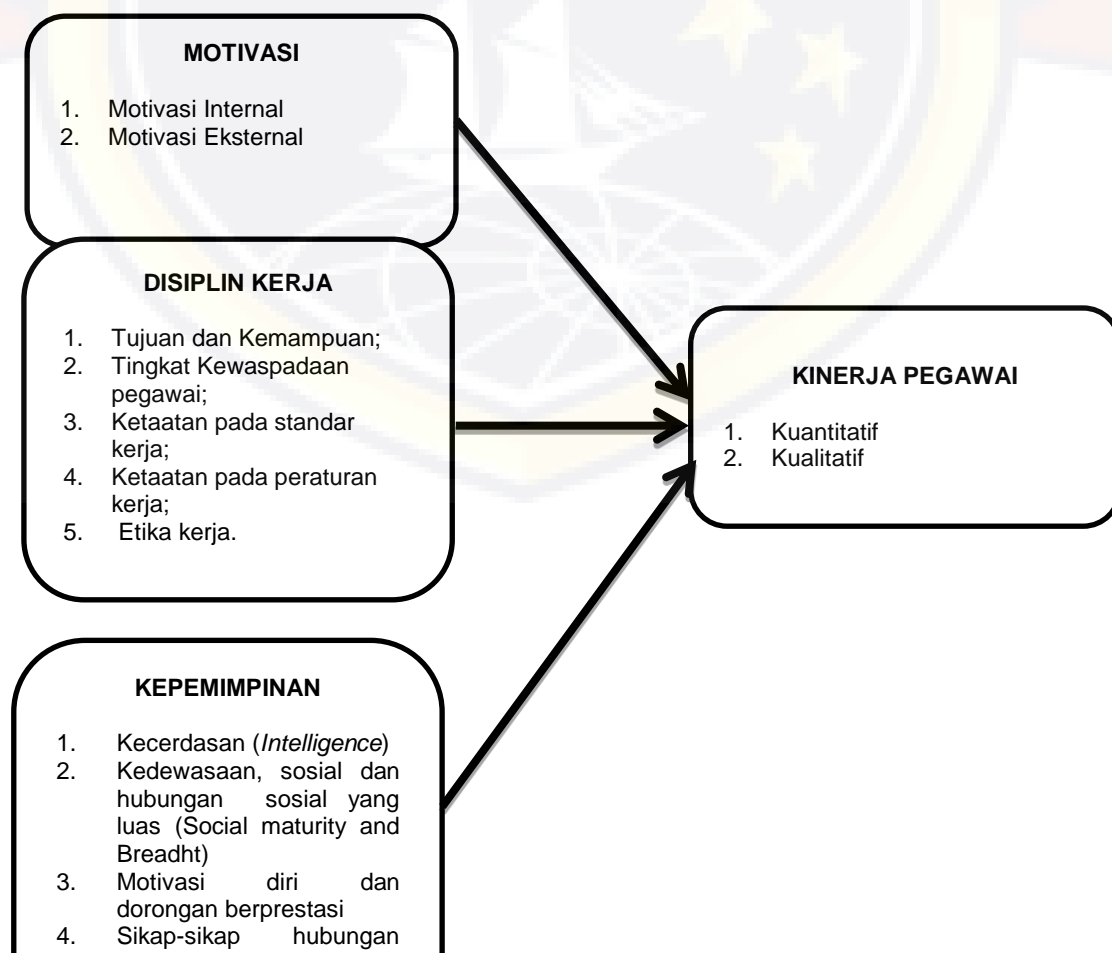 MOTIVASI
1. Motivasi Internal
2. Motivasi Eksternal
DISIPLIN KERJA
1. Tujuan dan Kemampuan;
2. Tingkat Kewaspadaan
pegawai;
3. Ketaatan pada standar
kerja;
4. Ketaatan pada peraturan
kerja;
5. Etika kerja.
KEPEMIMPINAN
1. Kecerdasan (Intelligence)
2. Kedewasaan, sosial dan
hubungan sosial yang
luas (Social maturity and
Breadht)
3. Motivasi diri dan
dorongan berprestasi
4. Sikap-sikap hubungan
KINERJA PEGAWAI
1. Kuantitatif
2. Kualitatif